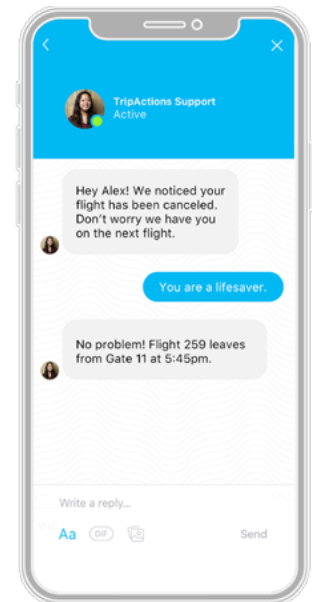 TripActions Support
Active
Hey Alex! We noticed your
flight has been canceled.
Don't worry we have you
on the next flight.
You are a lifesaver.
No problem! Flight 259 leaves
from Gate 11 at 5:45pm.
Write a reply...
Aa GIF Send